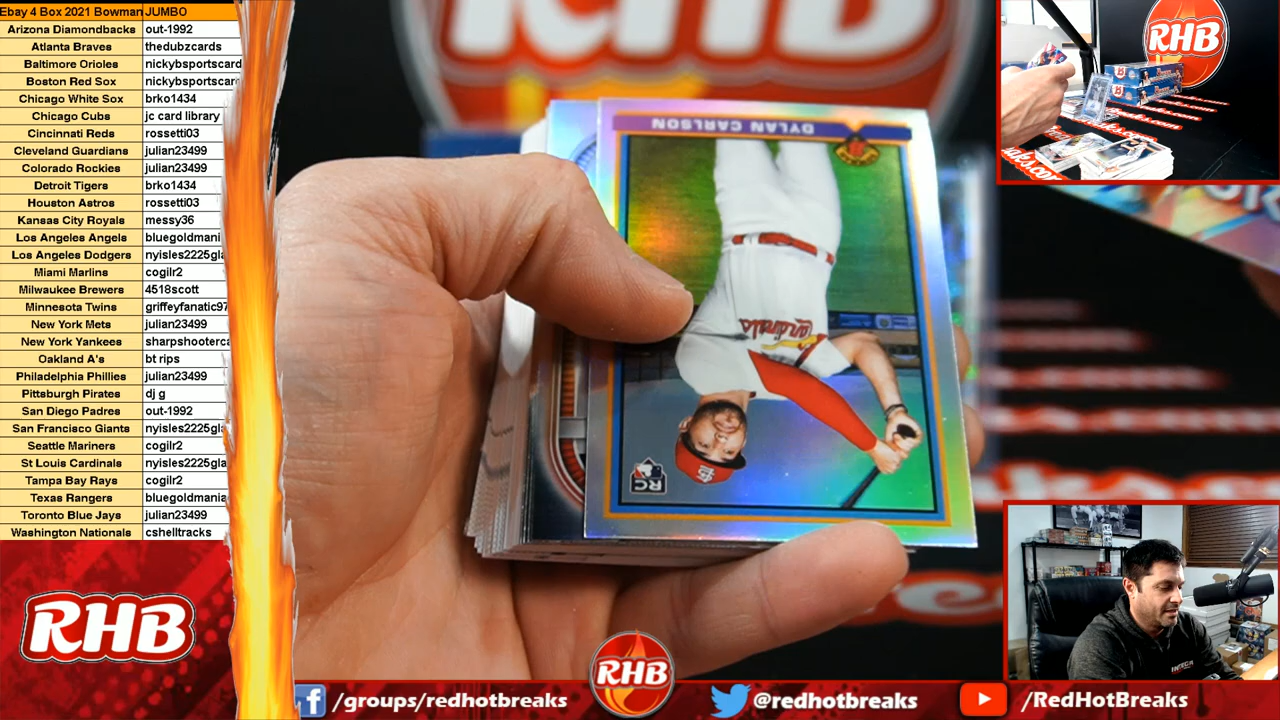 Ebay 4 Box 2021 Bowman JUMBO
Arizona Diamondbacks out-1992
Atlanta Braves thedubzcards
Baltimore Orioles nickybsportscard
Boston Red Sox nickybsportscard
Chicago White Sox brko1434
Chicago Cubs jc card library
Cincinnati Reds rossetti03
Cleveland Guardians julian23499
Colorado Rockies julian23499
Detroit Tigers brko1434
Houston Astros rossetti03
Kansas City Royals messy36
Los Angeles Angels bluegoldmani
Los Angeles Dodgers nyisles2225gla
Miami Marlins cogilr2
Milwaukee Brewers 4518scott
Minnesota Twins griffeyfanatic97
New York Mets julian23499
New York Yankees sharpshooterca
Oakland A's bt rips
Philadelphia Phillies julian23499
Pittsburgh Pirates dj g
San Diego Padres out-1992
San Francisco Giants nyisles2225gla
Seattle Mariners cogilr2
St Louis Cardinals nyisles2225gla
Tampa Bay Rays cogilr2
Texas Rangers bluegoldmania
Toronto Blue Jays julian23499
Washington Nationals cshelltracks
RHB
RHB
DYLAN CARLSON
Cardinals
RC
RHB
RHB
/groups/redhotbreaks
@redhotbreaks
/RedHotBreaks